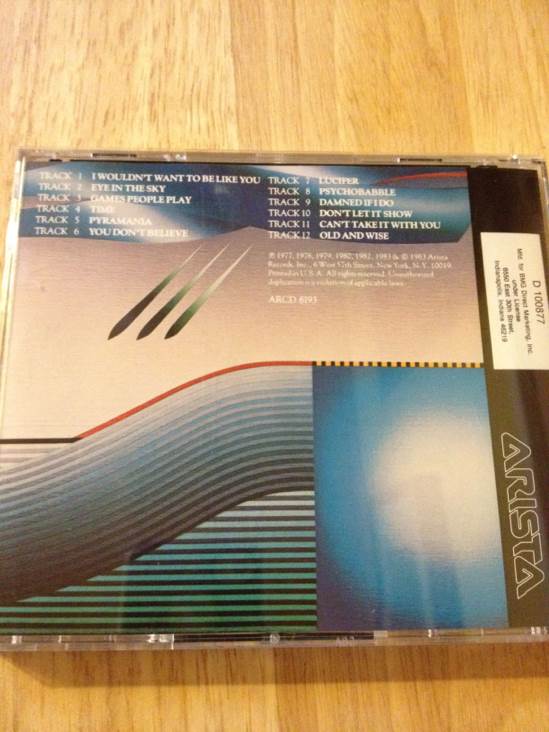 TRACK 1 I WOULDN'T WANT TO BE LIKE YOU
TRACK 2 EYE IN THE SKY
TRACK 3 GAMES PEOPLE PLAY
TRACK 4 TIME
TRACK 5 PYRAMANIA
TRACK 6 YOU DON'T BELIEVE
TRACK 7 LUCIFER
TRACK 8 PSYCHOBABBLE
TRACK 9 DAMNED IF I DO
TRACK 10 DON'T LET IT SHOW
TRACK 11 CAN'T TAKE IT WITH YOU
TRACK 12 OLD AND WISE
℗ 1977, 1978, 1979, 1980, 1982, 1983 & © 1983 Arista
Records, Inc., 6 West 57th Street, New York, N.Y. 10019.
Printed in U.S.A. All rights reserved. Unauthorized
duplication is a violation of applicable laws.
ARCD 8193
D 100877
Mfd. for BMG Direct Marketing, Inc.
under License
6550 East 30th Street,
Indianapolis, Indiana 46219
ARISTA